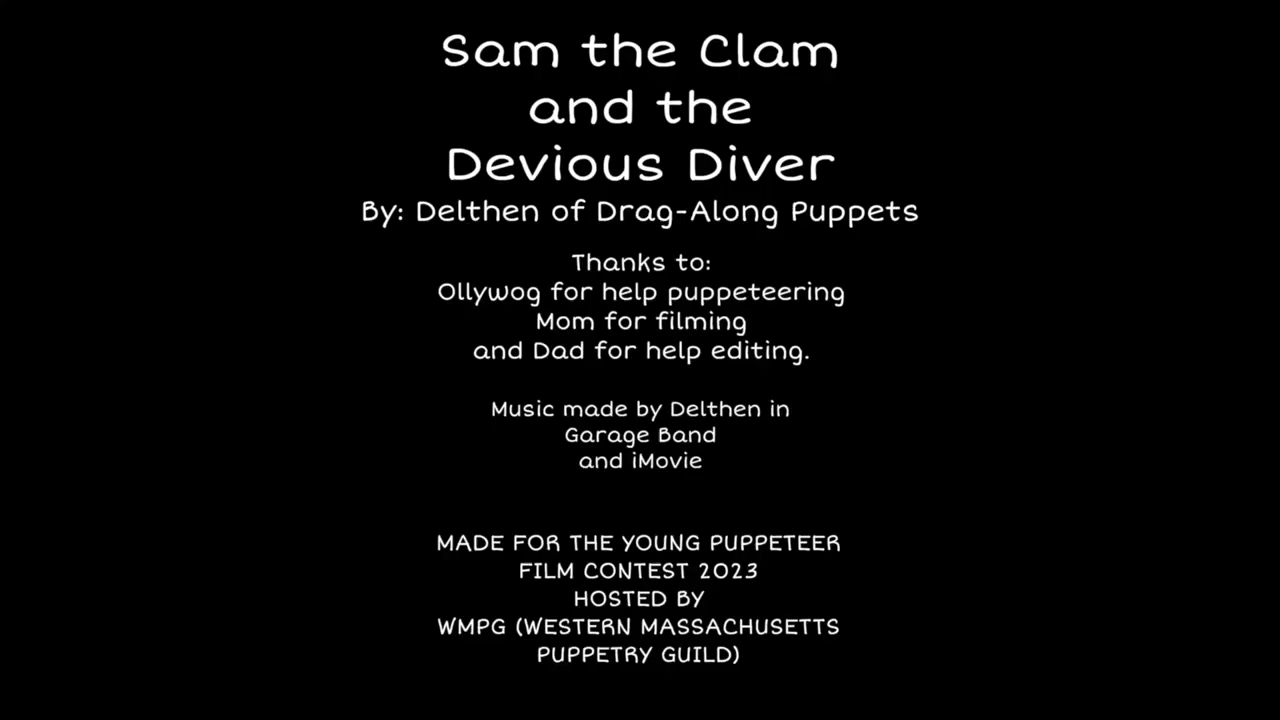 Sam the Clam
and the
Devious Diver
By: Delthen of Drag-Along Puppets
Thanks to:
Ollywog for help puppeteering
Mom for filming
and Dad for help editing.
Music made by Delthen in
Garage Band
and iMovie
MADE FOR THE YOUNG PUPPETEER
FILM CONTEST 2023
HOSTED BY
WMPG (WESTERN MASSACHUSETTS
PUPPETRY GUILD)